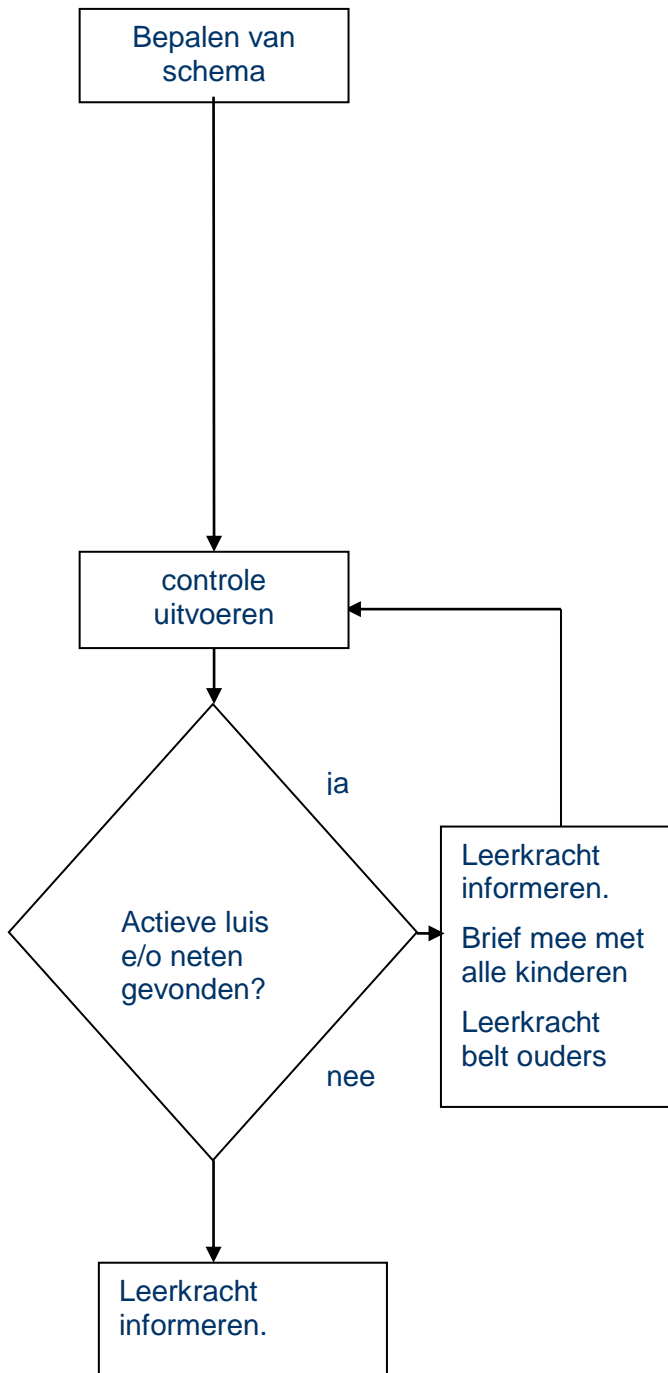 Bepalen van
schema
controle
uitvoeren
ja
Actieve luis
e/o neten
gevonden?
nee
Leerkracht
informeren.
Brief mee met
alle kinderen
Leerkracht
belt ouders
Leerkracht
informeren.